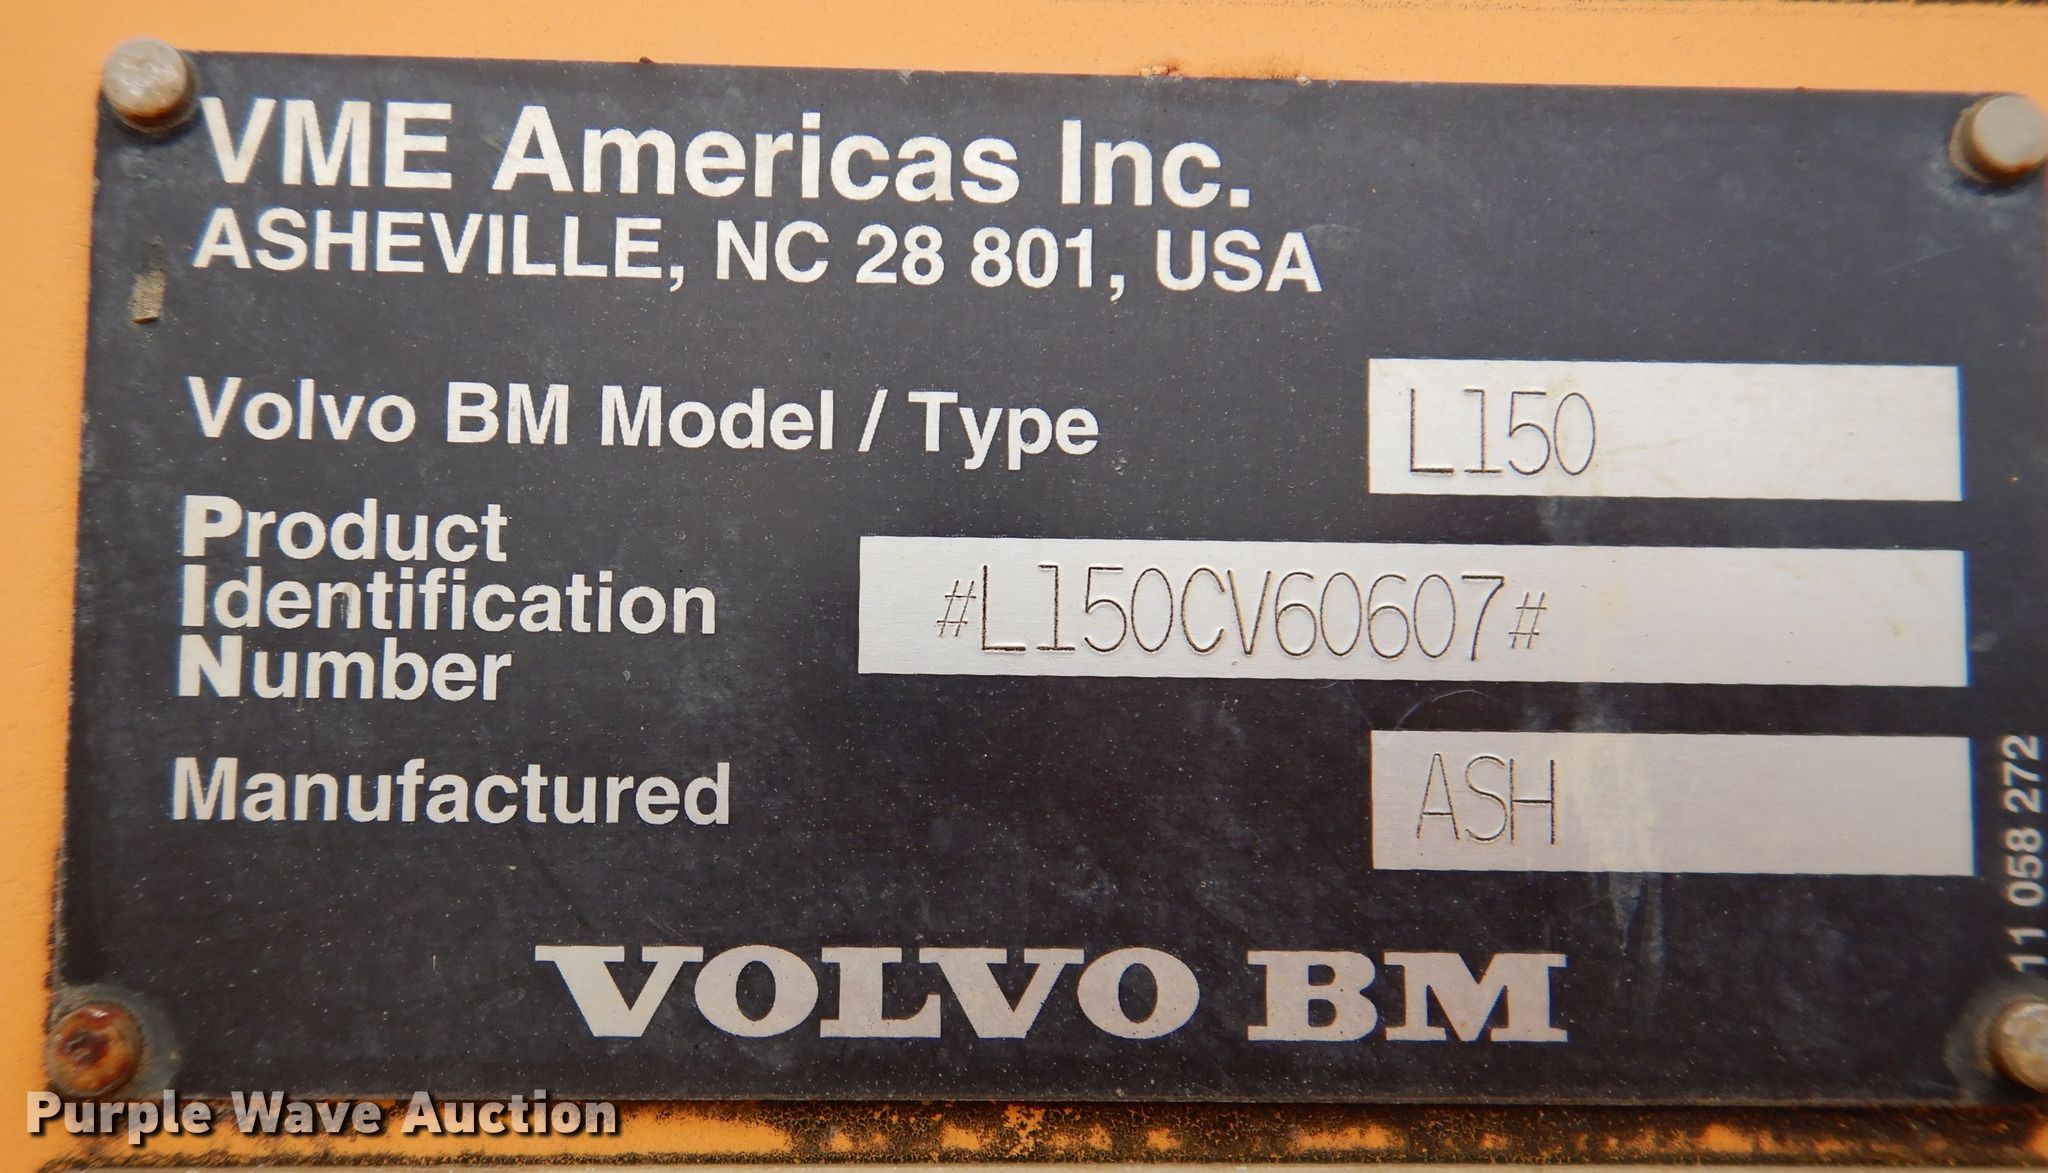 VME Americas Inc.
ASHEVILLE, NC 28 801, USA
Volvo BM Model / Type L150
Product
Identification
Number
#L150CV60607#
Manufactured ASH
VOLVO BM
11 058 272
Purple Wave Auction